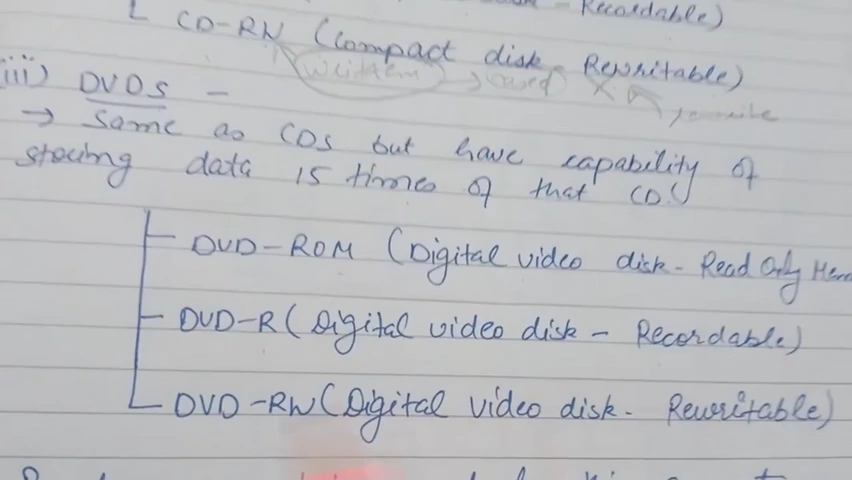 - Recordable)
CD-RW (Compact disk Rewritable)
(iii) DVDs -
→ Same as CDs but have capability of
storing data 15 times of that CDs
DVD-ROM (Digital video disk - Read Only Mem
DVD-R (Digital video disk - Recordable)
DVD-RW (Digital video disk - Rewritable)